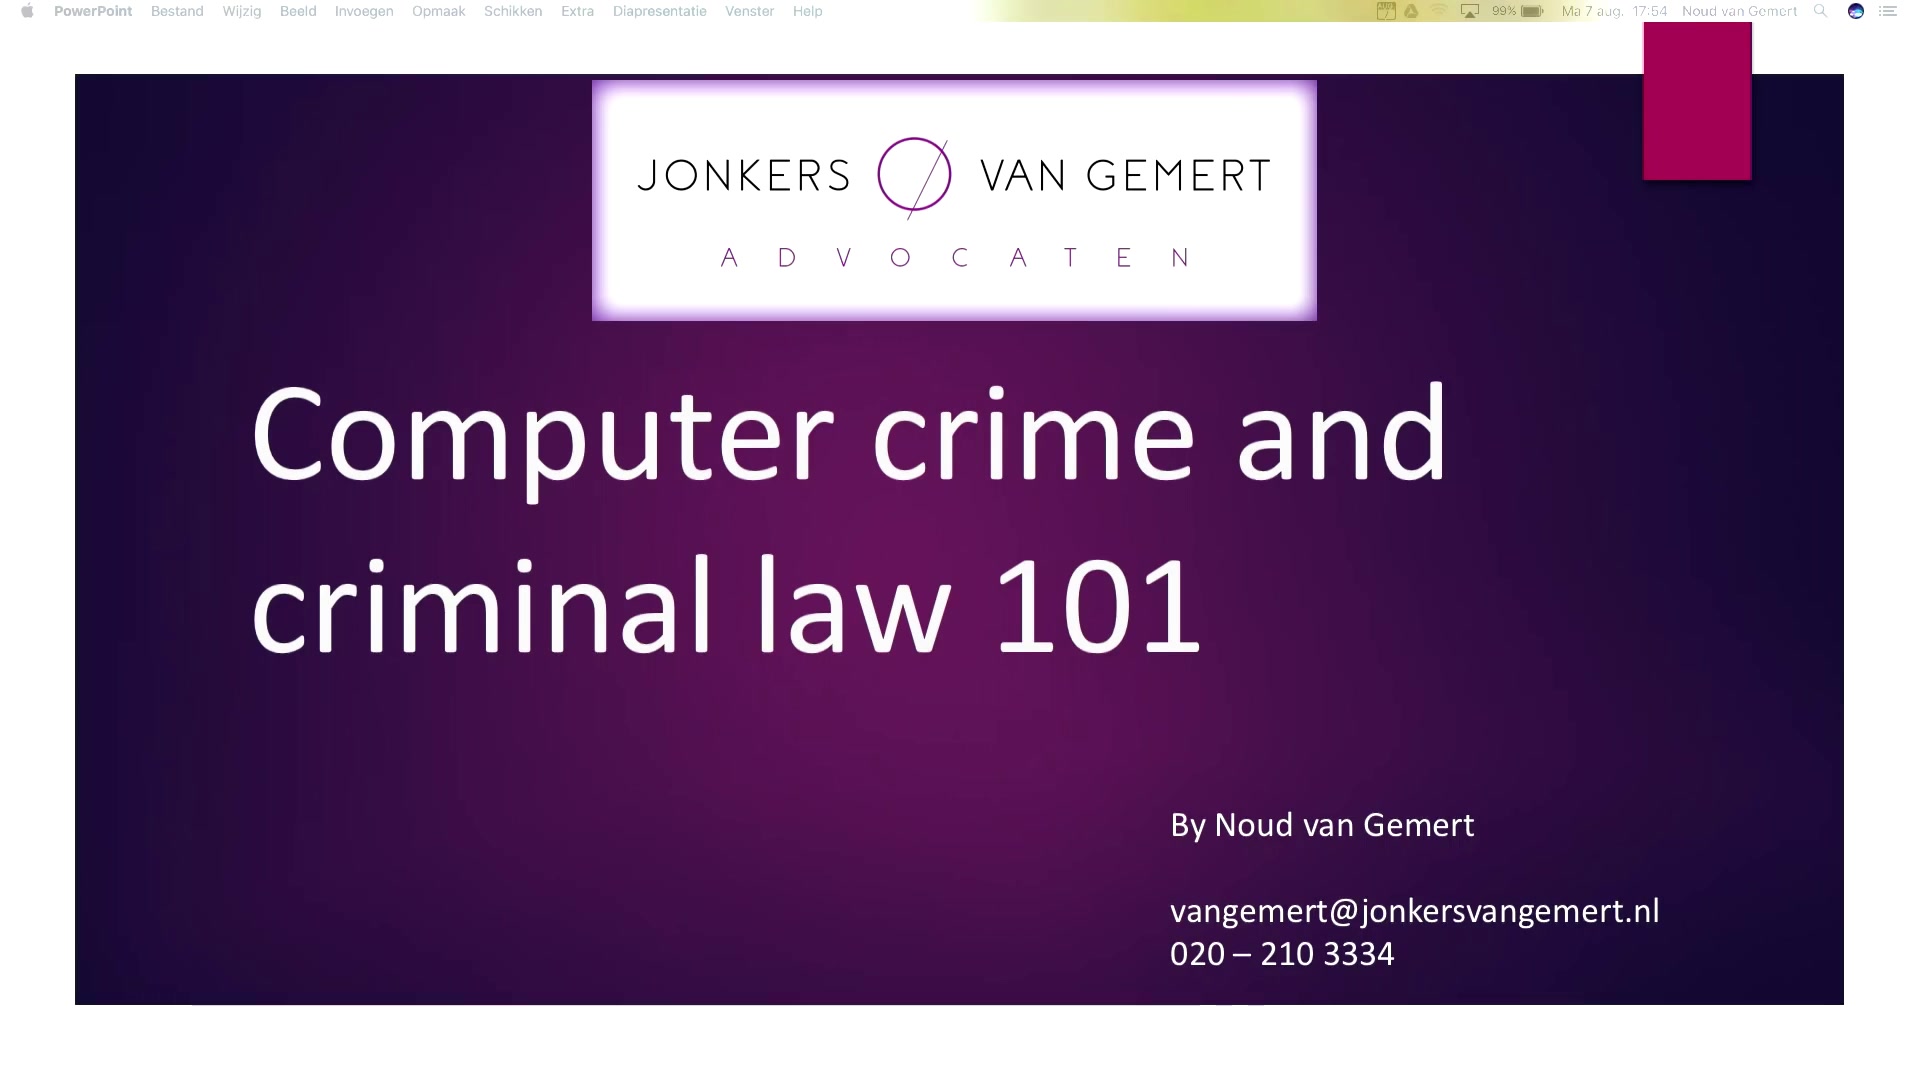 PowerPoint Bestand Wijzig Beeld Invoegen Opmaak Schikken Extra Diapresentatie Venster Help 99% Ma 7 aug. 17:54 Noud van Gemert
JONKERS VAN GEMERT
ADVOCATEN
Computer crime and
criminal law 101
By Noud van Gemert
vangemert@jonkersvangemert.nl
020 – 210 3334